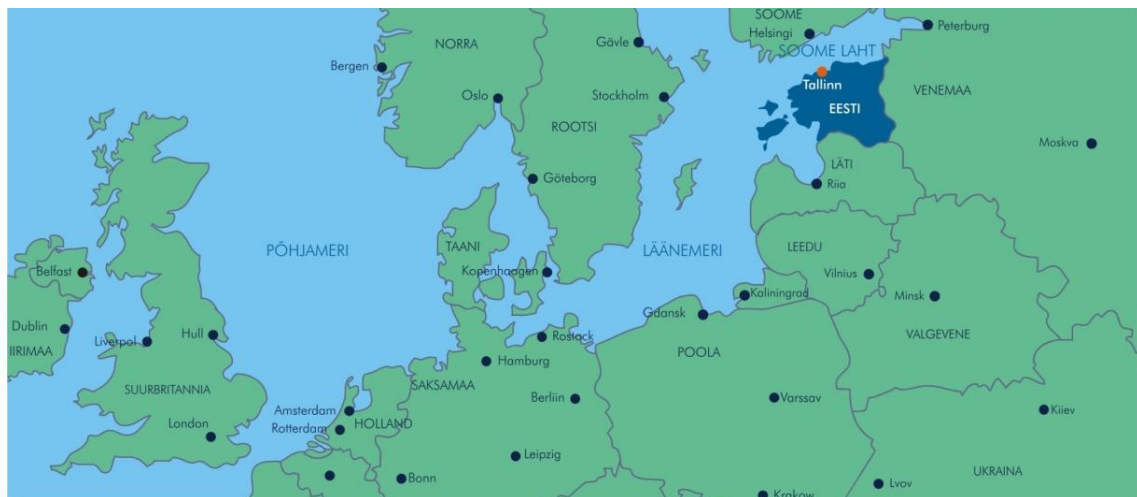 SOOME
Helsingi
Peterburg
NORRA
Gävle
SOOME LAHT
Bergen
Tallinn
Oslo
Stockholm
EESTI
VENEMAA
ROOTSI
Moskva
LÄTI
Göteborg
Riia
PÕHJAMERI
TAANI
LÄÄNEMERI
LEEDU
Belfast
Kopenhaagen
Vilnius
Kaliningrad
Minsk
Gdansk
Dublin
Hull
Liverpol
Rostack
VALGEVENE
IIRIMAA
POOLA
Hamburg
SUURBRITANNIA
SAKSAMAA
Berliin
Varssav
Amsterdam
Kiiev
London
Rotterdam
HOLLAND
Leipzig
UKRAINA
Bonn
Lvov
Krakow